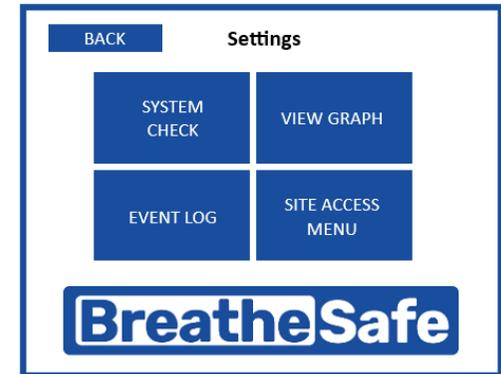 BACK
Settings
SYSTEM
CHECK
VIEW GRAPH
EVENT LOG
SITE ACCESS
MENU
BreatheSafe